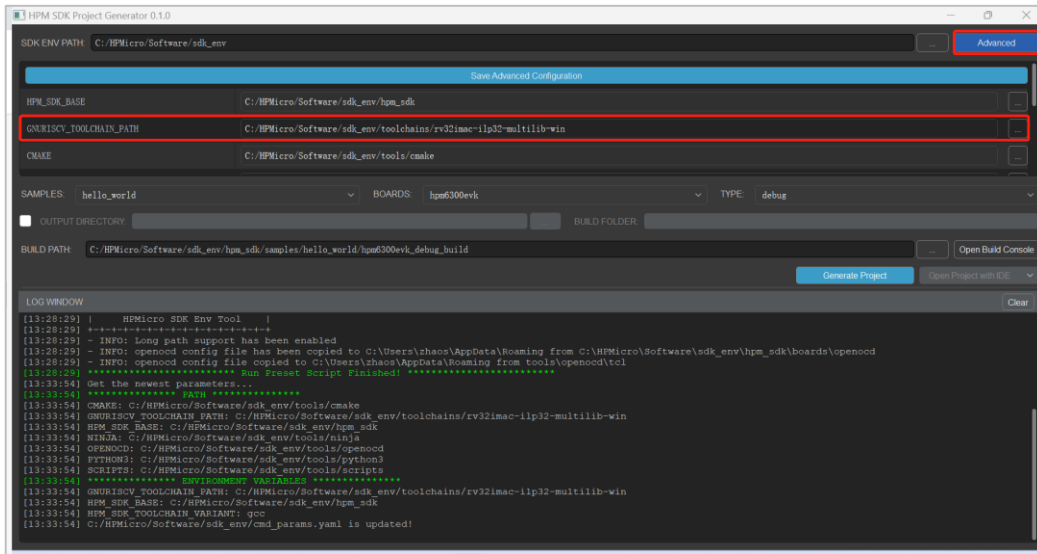 HPM SDK Project Generator 0.1.0
SDK ENV PATH: C:/HPMicro/Software/sdk_env ... Advanced
Save Advanced Configuration
HPM_SDK_BASE C:/HPMicro/Software/sdk_env/hpm_sdk ...
GNURISCV_TOOLCHAIN_PATH C:/HPMicro/Software/sdk_env/toolchains/rv32imac-ilp32-multilib-win ...
CMAKE C:/HPMicro/Software/sdk_env/tools/cmake ...
SAMPLES: hello_world BOARDS: hpm6300evk TYPE: debug
OUTPUT DIRECTORY: ... BUILD FOLDER:
BUILD PATH: C:/HPMicro/Software/sdk_env/hpm_sdk/samples/hello_world/hpm6300evk_debug_build ... Open Build Console
Generate Project Open Project with IDE
LOG WINDOW Clear
[13:28:29] | HPMicro SDK Env Tool |
[13:28:29] +-+-+-+-+-+-+-+-+-+-+-+-+-+-+
[13:28:29] - INFO: Long path support has been enabled
[13:28:29] - INFO: openocd config file has been copied to C:\Users\zhaos\AppData\Roaming from C:\HPMicro\Software\sdk_env\hpm_sdk\boards\openocd
[13:28:29] - INFO: openocd config file copied to C:\Users\zhaos\AppData\Roaming from tools\openocd\tcl
[13:28:29] ************************* Run Preset Script Finished! *************************
[13:33:54] Get the newest parameters...
[13:33:54] *************** PATH ***************
[13:33:54] CMAKE: C:/HPMicro/Software/sdk_env/tools/cmake
[13:33:54] GNURISCV_TOOLCHAIN_PATH: C:/HPMicro/Software/sdk_env/toolchains/rv32imac-ilp32-multilib-win
[13:33:54] HPM_SDK_BASE: C:/HPMicro/Software/sdk_env/hpm_sdk
[13:33:54] NINJA: C:/HPMicro/Software/sdk_env/tools/ninja
[13:33:54] OPENOCD: C:/HPMicro/Software/sdk_env/tools/openocd
[13:33:54] PYTHON3: C:/HPMicro/Software/sdk_env/tools/python3
[13:33:54] SCRIPTS: C:/HPMicro/Software/sdk_env/tools/scripts
[13:33:54] *************** ENVIRONMENT VARIABLES ***************
[13:33:54] GNURISCV_TOOLCHAIN_PATH: C:/HPMicro/Software/sdk_env/toolchains/rv32imac-ilp32-multilib-win
[13:33:54] HPM_SDK_BASE: C:/HPMicro/Software/sdk_env/hpm_sdk
[13:33:54] HPM_SDK_TOOLCHAIN_VARIANT: gcc
[13:33:54] C:/HPMicro/Software/sdk_env/cmd_params.yaml is updated!